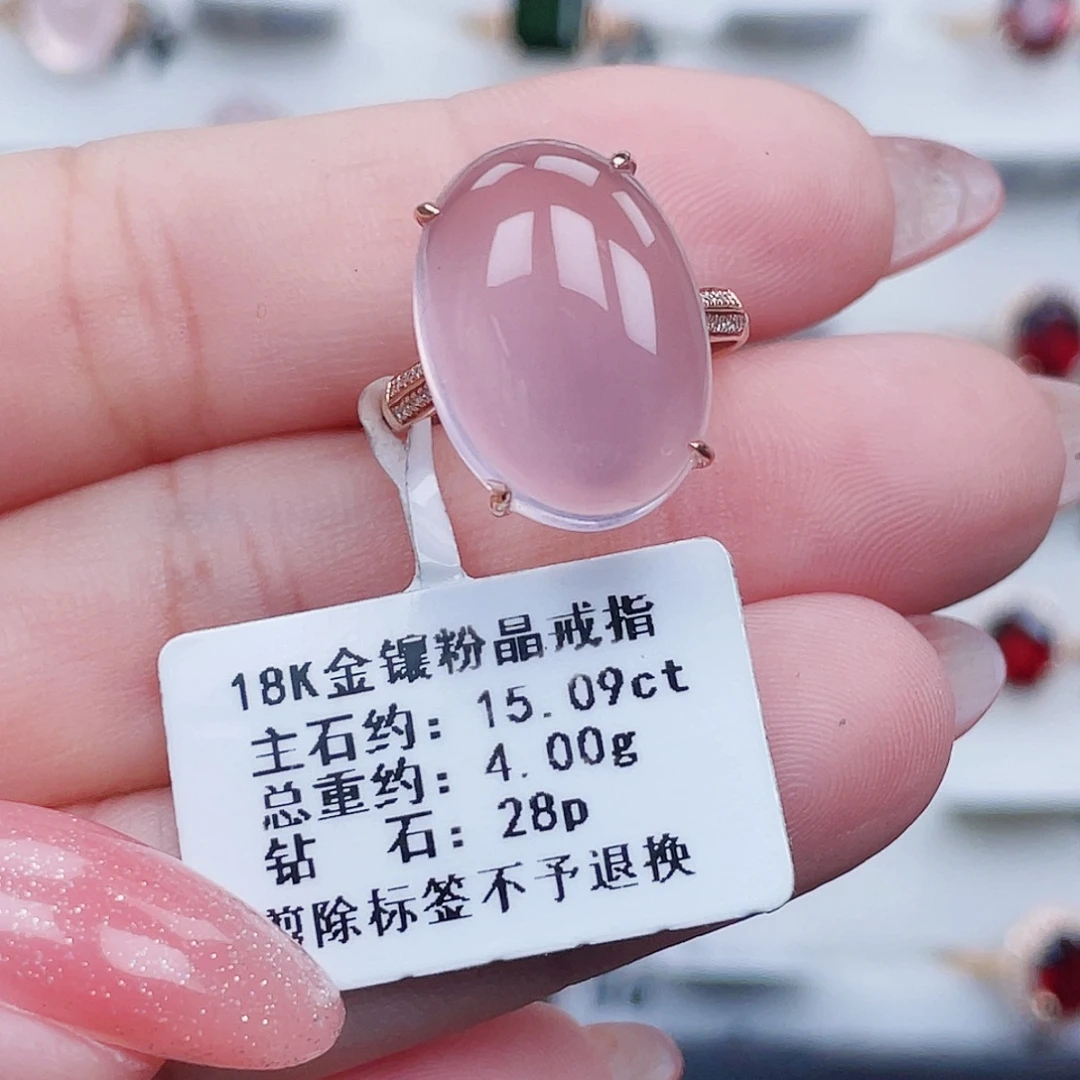 18K金镶粉晶戒指
主石约：15.09ct
总重约：4.00g
钻 石：28p
剪除标签不予退换